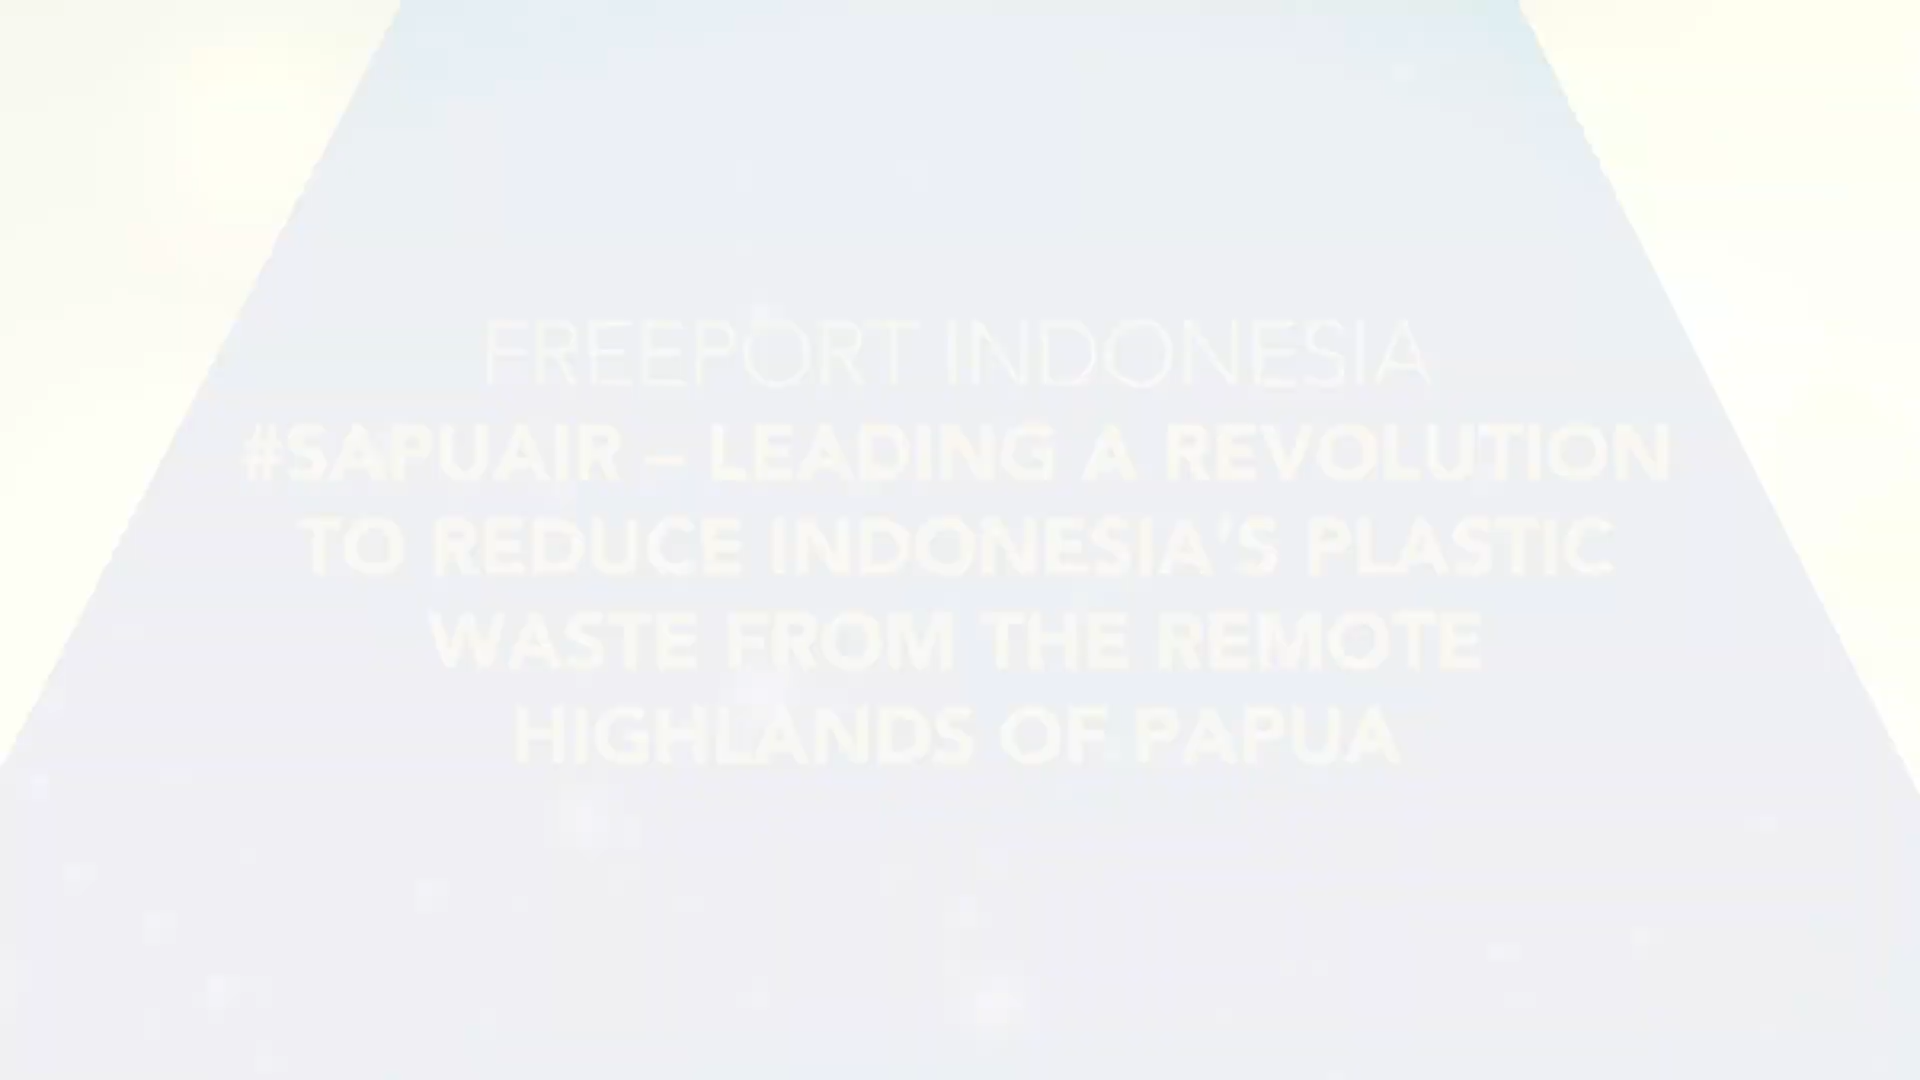 FREEPORT INDONESIA
#SAPUAIR – LEADING A REVOLUTION
TO REDUCE INDONESIA'S PLASTIC
WASTE FROM THE REMOTE
HIGHLANDS OF PAPUA